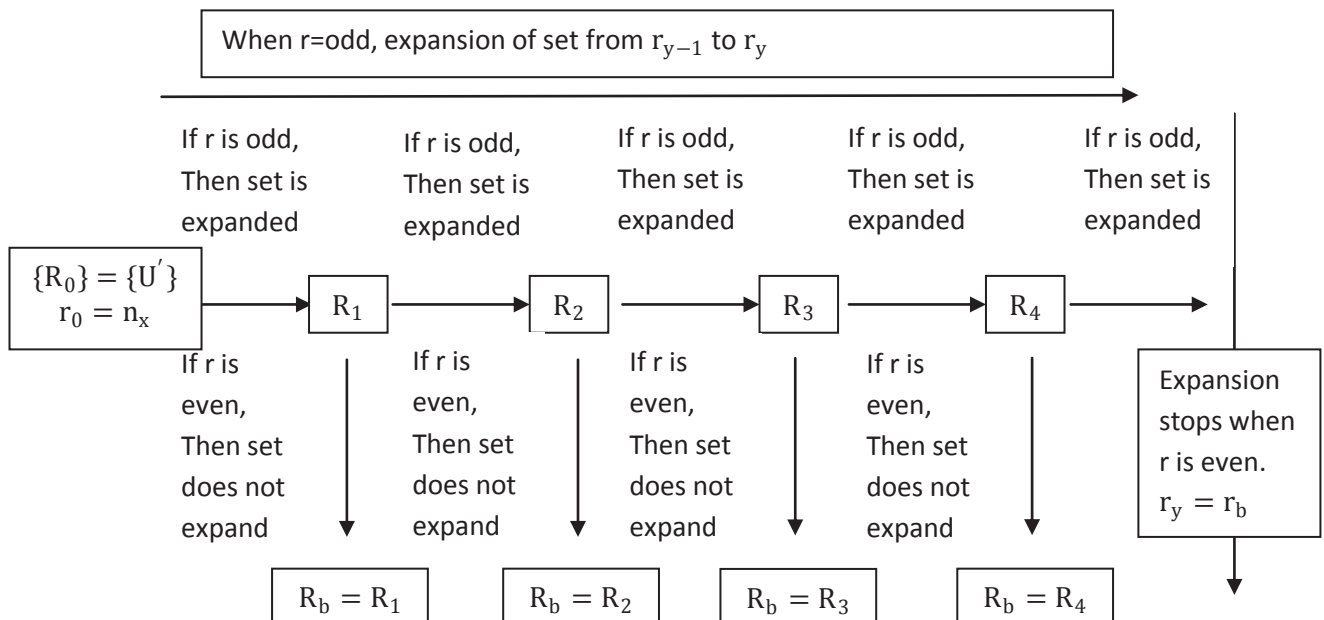 When r=odd, expansion of set from r_{y−1} to r_y
If r is odd,
Then set is
expanded
If r is odd,
Then set is
expanded
If r is odd,
Then set is
expanded
If r is odd,
Then set is
expanded
If r is odd,
Then set is
expanded
{R_0} = {U′}
r_0 = n_x
R_1
R_2
R_3
R_4
If r is
even,
Then set
does not
expand
If r is
even,
Then set
does not
expand
If r is
even,
Then set
does not
expand
If r is
even,
Then set
does not
expand
Expansion
stops when
r is even.
r_y = r_b
R_b = R_1
R_b = R_2
R_b = R_3
R_b = R_4